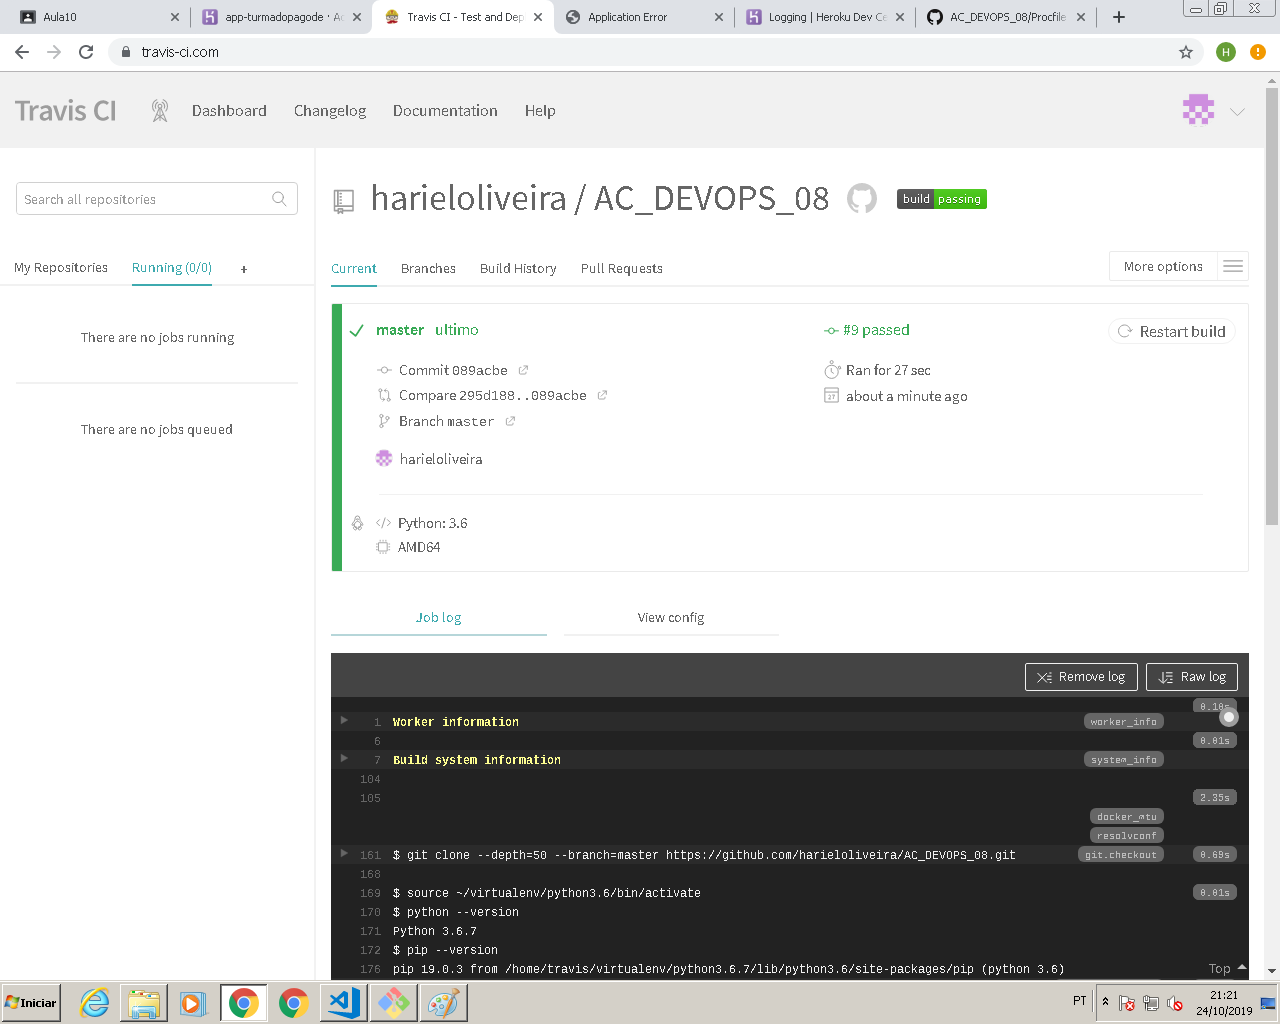 Aula10
app-turmadopagode · Ac
Travis CI - Test and Dep
Application Error
Logging | Heroku Dev Ce
AC_DEVOPS_08/Procfile
travis-ci.com
H
Travis CI
Dashboard
Changelog
Documentation
Help
Search all repositories
harieloliveira / AC_DEVOPS_08
build passing
My Repositories
Running (0/0)
+
Current
Branches
Build History
Pull Requests
More options
There are no jobs running
There are no jobs queued
master ultimo
#9 passed
Restart build
Commit 089acbe
Ran for 27 sec
Compare 295d188..089acbe
about a minute ago
Branch master
harieloliveira
Python: 3.6
AMD64
Job log
View config
Remove log
Raw log
0.10s
1 Worker information worker_info
6 0.01s
7 Build system information system_info
104
105 2.35s
docker_mtu
resolvconf
161 $ git clone --depth=50 --branch=master https://github.com/harieloliveira/AC_DEVOPS_08.git git.checkout 0.69s
168
169 $ source ~/virtualenv/python3.6/bin/activate 0.01s
170 $ python --version
171 Python 3.6.7
172 $ pip --version
176 pip 19.0.3 from /home/travis/virtualenv/python3.6.7/lib/python3.6/site-packages/pip (python 3.6)
Top
Iniciar
PT
21:21
24/10/2019